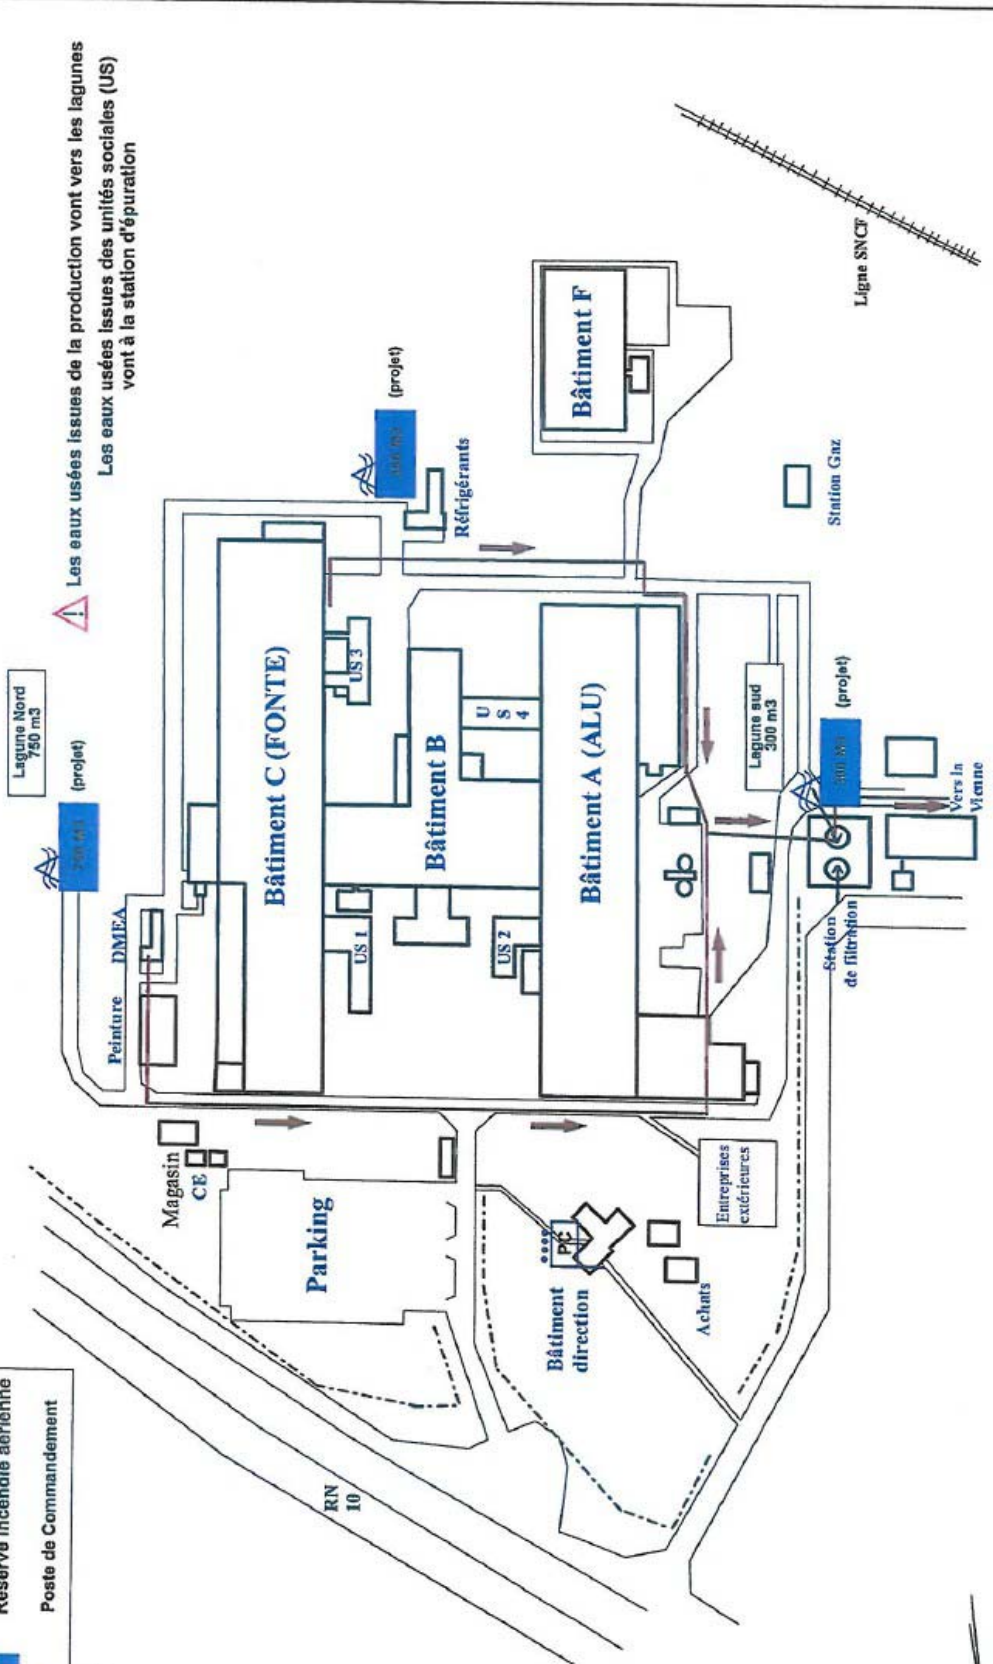 Les eaux usées issues de la production vont vers les lagunes
Les eaux usées issues des unités sociales (US)
vont à la station d'épuration
Lagune Nord
750 m3
(projet)
(projet)
Réfrigérants
Peinture
DMEA
Bâtiment C (FONTE)
US 1
US 3
Bâtiment B
U
S
4
US 2
Bâtiment A (ALU)
Bâtiment F
Ligne SNCF
Station Gaz
Lagune sud
300 m3
(projet)
Vers la
Vienne
Station
de filtration
Magasin
CE
Parking
Bâtiment
direction
PC
Achats
Entreprises
extérieures
RN
10
Réserve incendie aérienne
Poste de Commandement